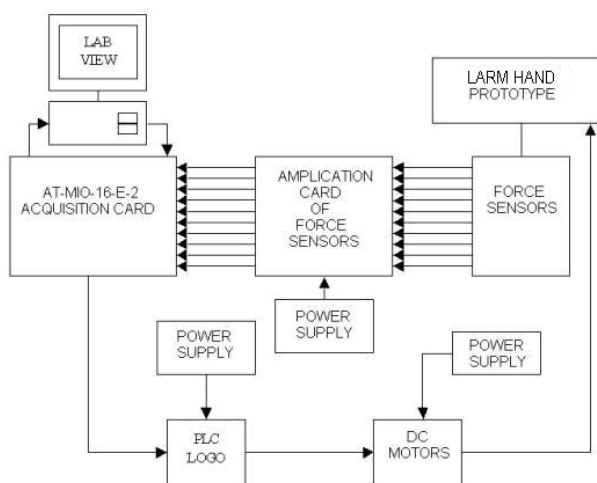 LAB
VIEW
LARM HAND
PROTOTYPE
AT-MIO-16-E-2
ACQUISITION CARD
AMPLICATION
CARD
OF
FORCE
SENSORS
FORCE
SENSORS
POWER
SUPPLY
POWER
SUPPLY
POWER
SUPPLY
PLC
LOGO
DC
MOTORS